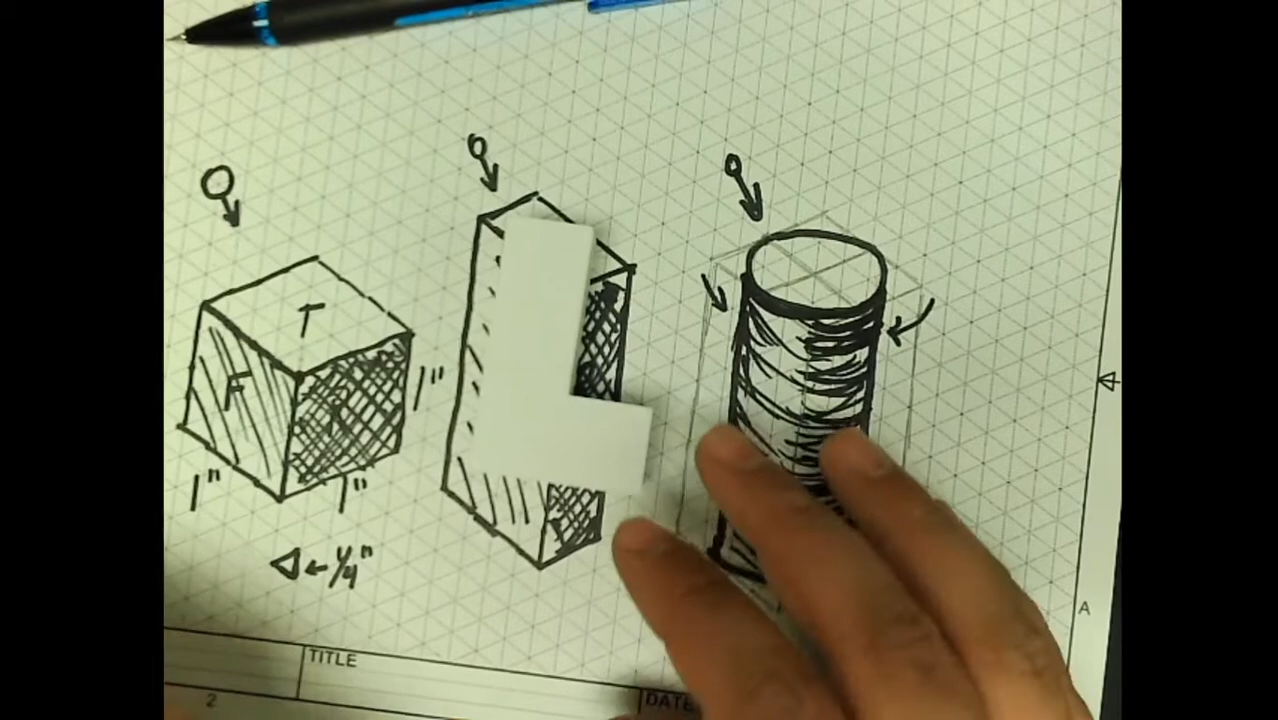 T
F
1"
1"
1"
← 1/4"
A
TITLE
2
DATE